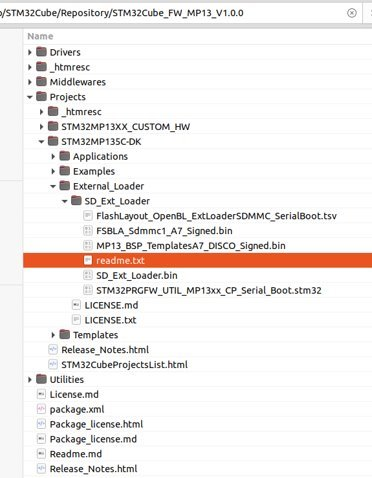 /STM32Cube/Repository/STM32Cube_FW_MP13_V1.0.0
Name
Drivers
_htmresc
Middlewares
Projects
_htmresc
STM32MP13XX_CUSTOM_HW
STM32MP135C-DK
Applications
Examples
External_Loader
SD_Ext_Loader
FlashLayout_OpenBL_ExtLoaderSDMMC_SerialBoot.tsv
FSBLA_Sdmmc1_A7_Signed.bin
MP13_BSP_TemplatesA7_DISCO_Signed.bin
readme.txt
SD_Ext_Loader.bin
STM32PRGFW_UTIL_MP13xx_CP_Serial_Boot.stm32
LICENSE.md
LICENSE.txt
Templates
Release_Notes.html
STM32CubeProjectsList.html
Utilities
License.md
package.xml
Package_license.html
Package_license.md
Readme.md
Release_Notes.html